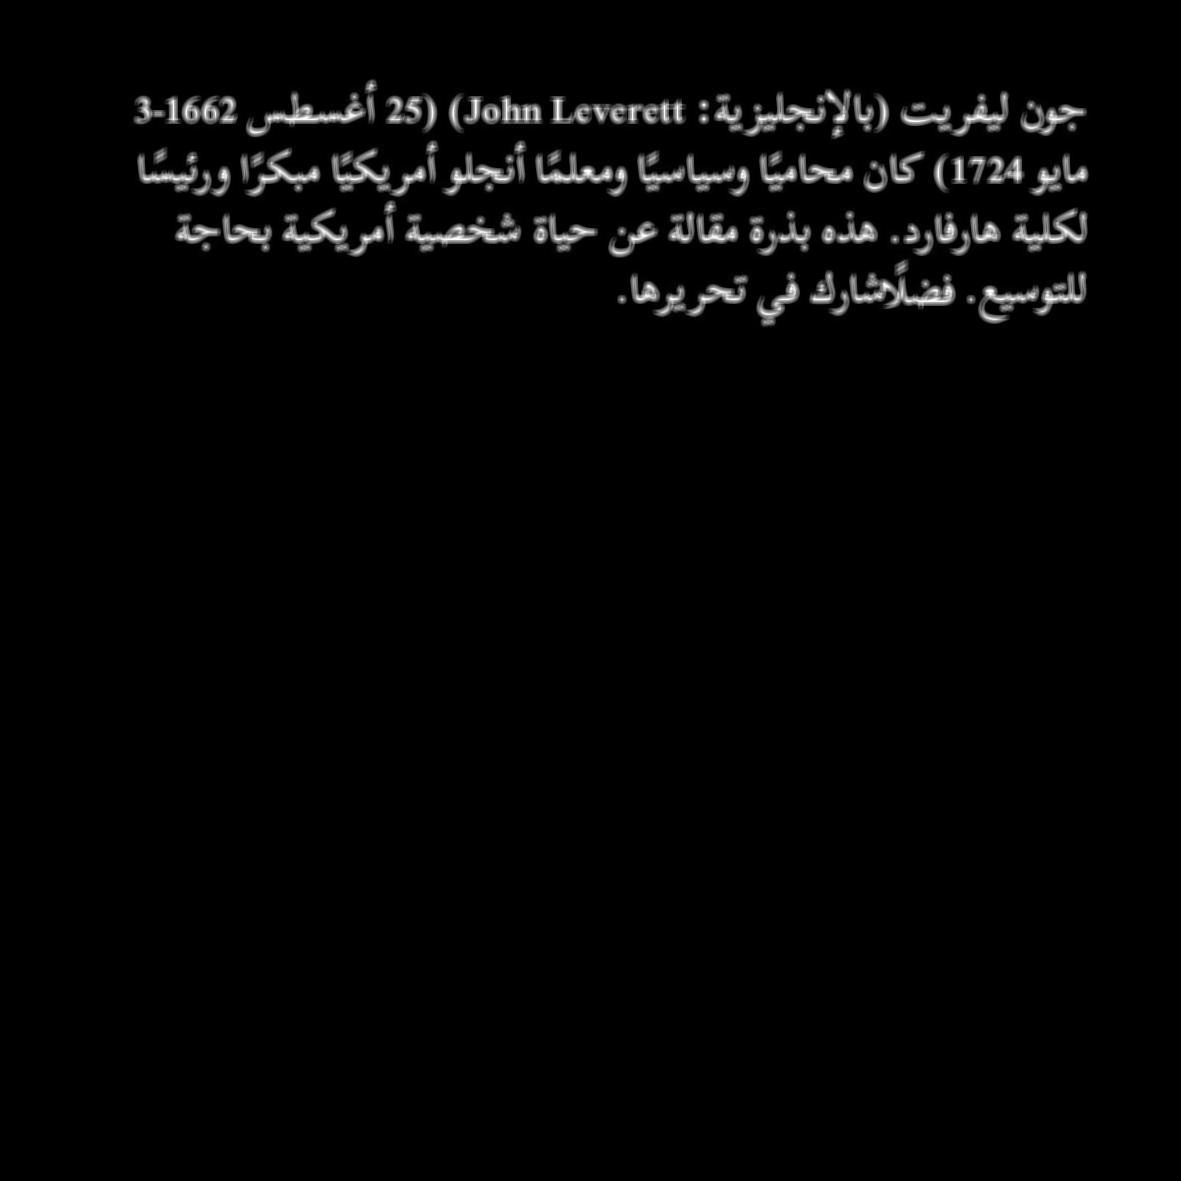 جون ليفريت (بالإنجليزية: John Leverett) (25 أغسطس 1662-3
مايو 1724) كان محاميًا وسياسيًا ومعلمًا أنجلو أمريكيًا مبكرًا ورئيسًا
لكلية هارفارد. هذه بذرة مقالة عن حياة شخصية أمريكية بحاجة
للتوسيع. فضلًاشارك في تحريرها.